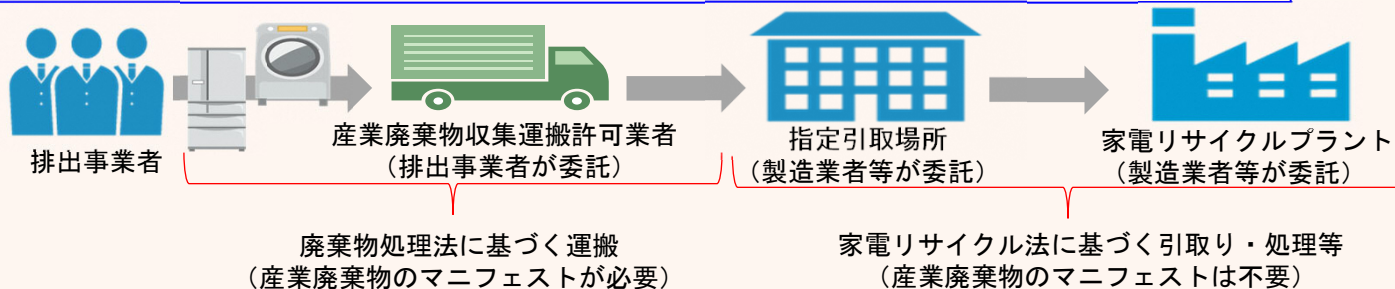 排出事業者
産業廃棄物収集運搬許可業者
（排出事業者が委託）
指定引取場所
（製造業者等が委託）
家電リサイクルプラント
（製造業者等が委託）
廃棄物処理法に基づく運搬
（産業廃棄物のマニフェストが必要）
家電リサイクル法に基づく引取り・処理等
（産業廃棄物のマニフェストは不要）